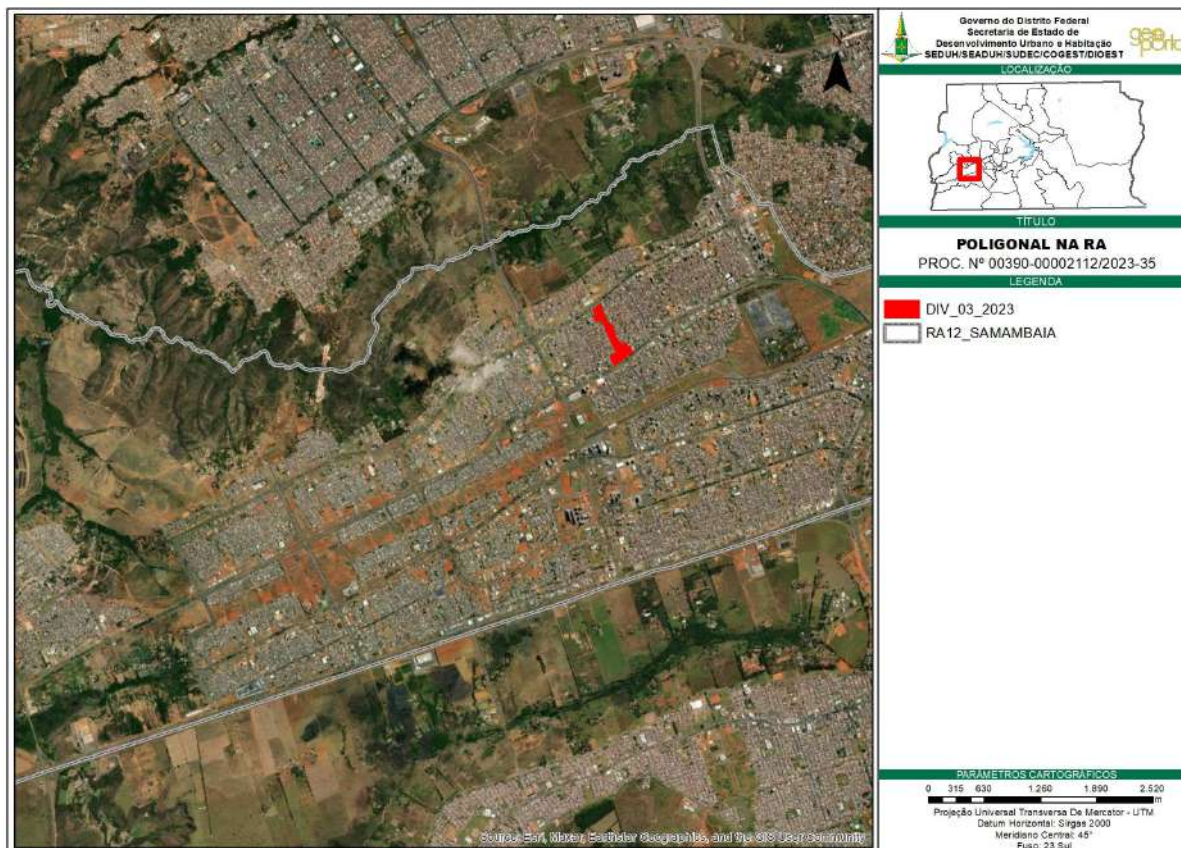 Governo do Distrito Federal
Secretaria de Estado de
Desenvolvimento Urbano e Habitação
SEDUH/SEADUH/SUDEC/COGEST/DIOEST
geo
porta
LOCALIZAÇÃO
TÍTULO
POLIGONAL NA RA
PROC. Nº 00390-00002112/2023-35
LEGENDA
DIV_03_2023
RA12_SAMAMBAIA
PARÂMETROS CARTOGRÁFICOS
0 315 630 1.260 1.890 2.520
m
Projeção Universal Transversa De Mercator - UTM
Datum Horizontal: Sirgas 2000
Meridiano Central: 45°
Fuso: 23 Sul
Source: Esri, Maxar, Earthstar Geographics, and the GIS User Community